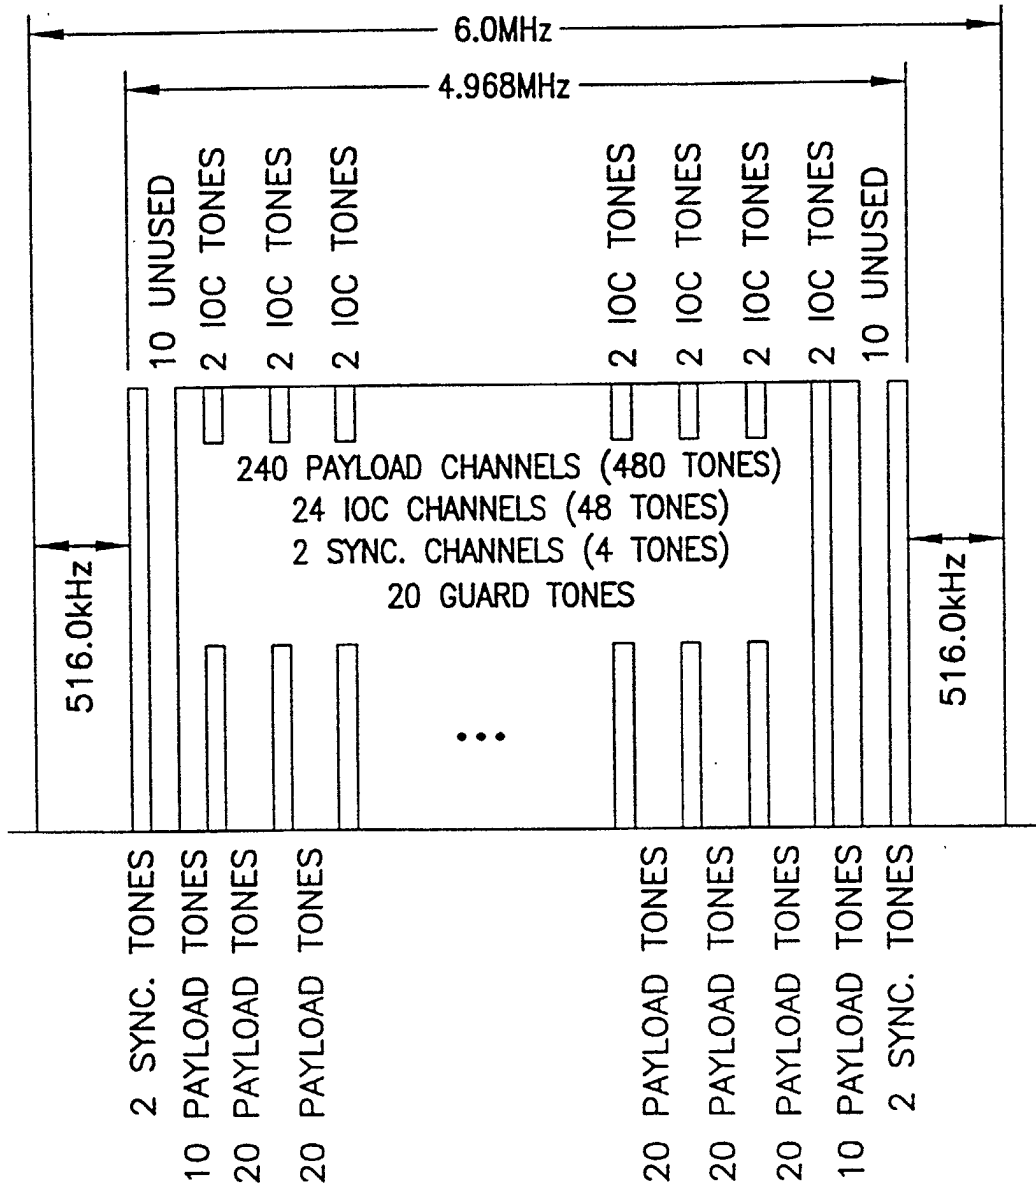 6.0MHz
4.968MHz
10 UNUSED
2 IOC TONES
2 IOC TONES
2 IOC TONES
2 IOC TONES
2 IOC TONES
2 IOC TONES
2 IOC TONES
10 UNUSED
240 PAYLOAD CHANNELS (480 TONES)
24 IOC CHANNELS (48 TONES)
2 SYNC. CHANNELS (4 TONES)
20 GUARD TONES
516.0kHz
516.0kHz
•••
2 SYNC. TONES
10 PAYLOAD TONES
20 PAYLOAD TONES
20 PAYLOAD TONES
20 PAYLOAD TONES
20 PAYLOAD TONES
20 PAYLOAD TONES
10 PAYLOAD TONES
2 SYNC. TONES